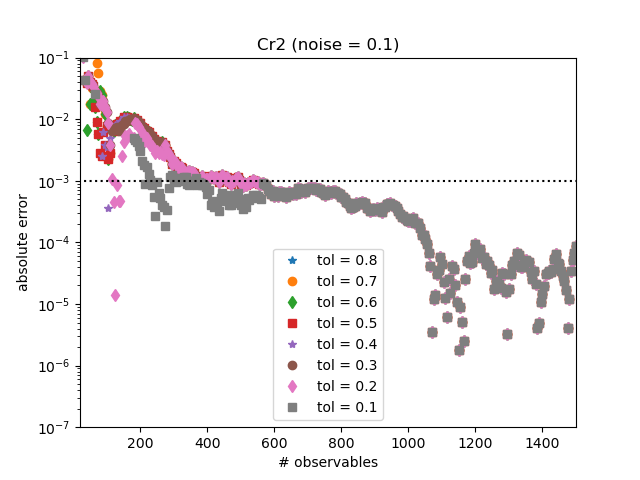 Cr2 (noise = 0.1)
absolute error
10⁻¹
10⁻²
10⁻³
10⁻⁴
10⁻⁵
10⁻⁶
10⁻⁷
tol = 0.8
tol = 0.7
tol = 0.6
tol = 0.5
tol = 0.4
tol = 0.3
tol = 0.2
tol = 0.1
200 400 600 800 1000 1200 1400
# observables